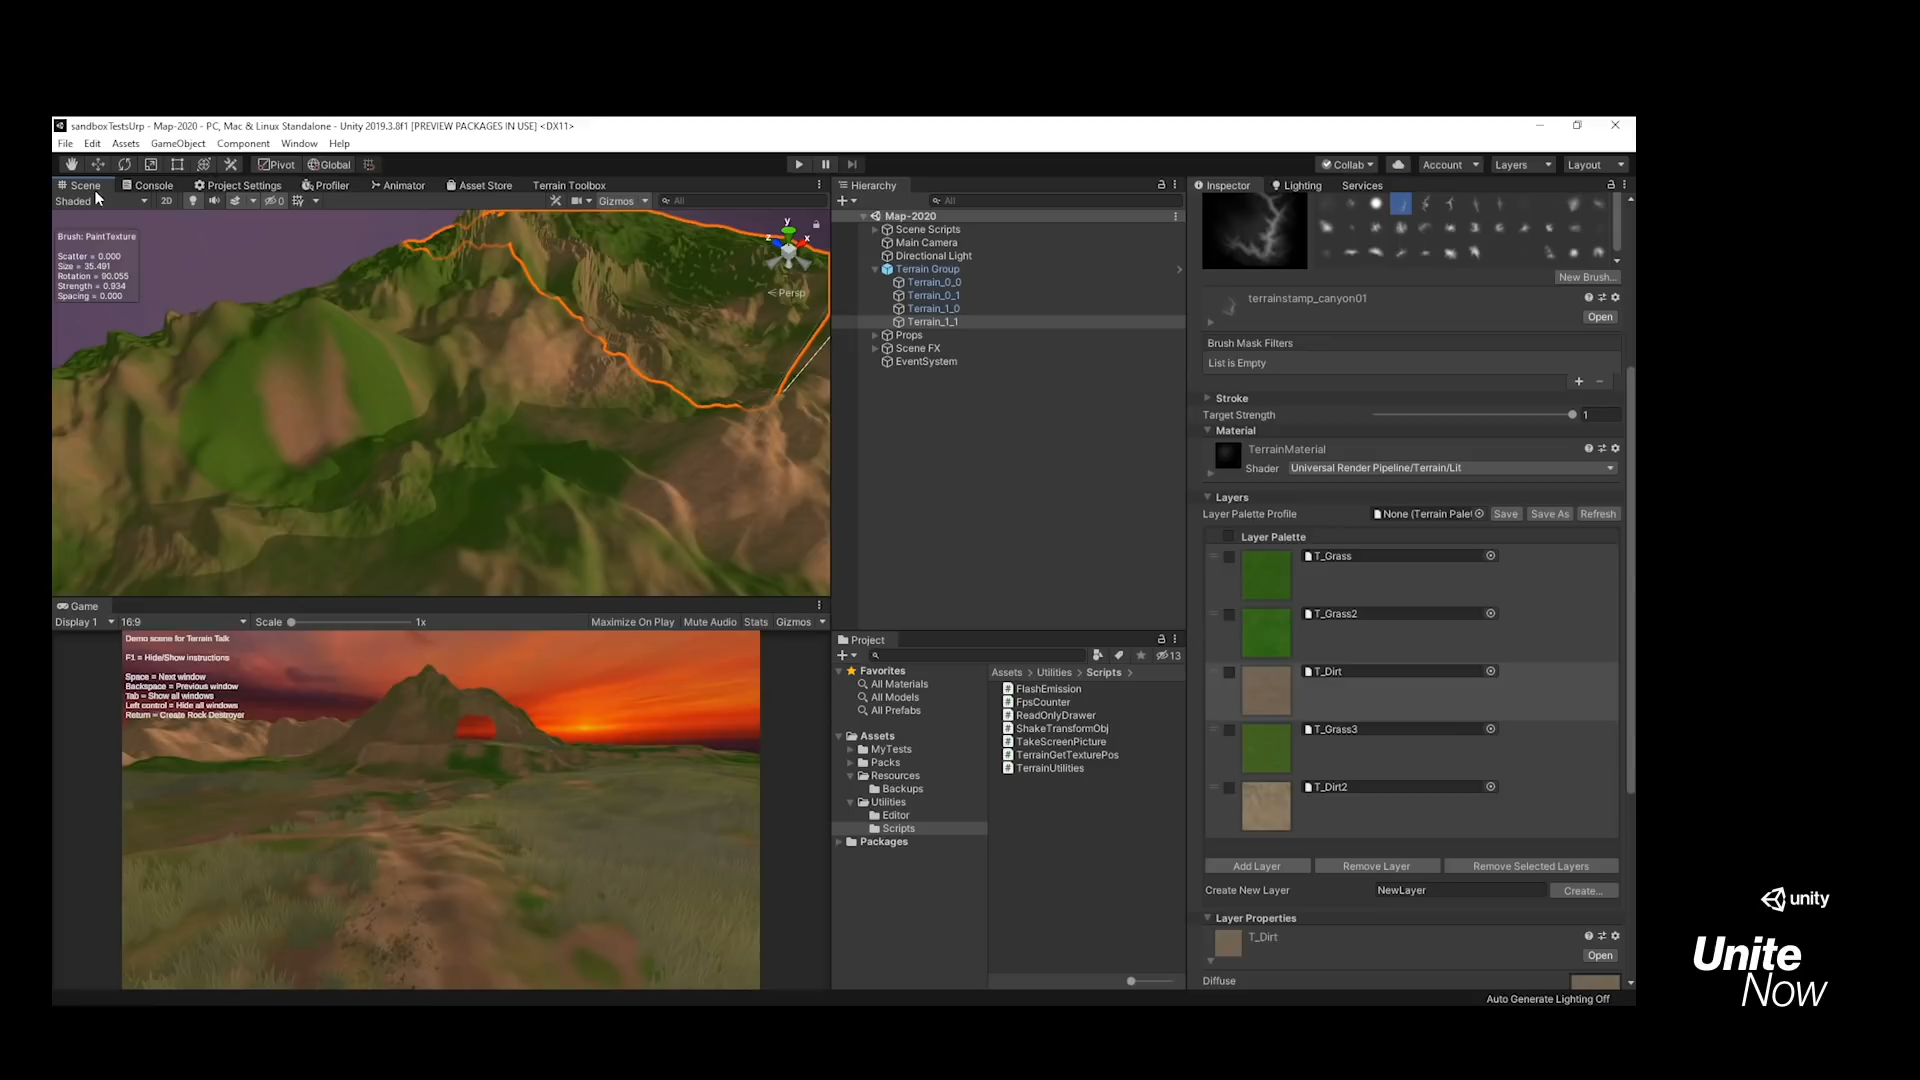 sandboxTestsUrp - Map-2020 - PC, Mac & Linux Standalone - Unity 2019.3.8f1 [PREVIEW PACKAGES IN USE] <DX11>
File Edit Assets GameObject Component Window Help
Pivot Global Collab Account Layers Layout
Scene Console Project Settings Profiler Animator Asset Store Terrain Toolbox
Shaded 2D 0 Gizmos All
Brush: PaintTexture
Scatter = 0.000
Size = 35.491
Rotation = 90.055
Strength = 0.934
Spacing = 0.000
y
z x
Persp
Game
Display 1 16:9 Scale 1x Maximize On Play Mute Audio Stats Gizmos
Demo scene for Terrain Talk
F1 = Hide/Show instructions
Space = Next window
Backspace = Previous window
Tab = Show all windows
Left control = Hide all windows
Return = Create Rock Destroyer
Hierarchy
All
Map-2020
Scene Scripts
Main Camera
Directional Light
Terrain Group
Terrain_0_0
Terrain_0_1
Terrain_1_0
Terrain_1_1
Props
Scene FX
EventSystem
Project
13
Favorites
All Materials
All Models
All Prefabs
Assets
MyTests
Packs
Resources
Backups
Utilities
Editor
Scripts
Packages
Assets Utilities Scripts
FlashEmission
FpsCounter
ReadOnlyDrawer
ShakeTransformObj
TakeScreenPicture
TerrainGetTexturePos
TerrainUtilities
Inspector Lighting Services
New Brush...
terrainstamp_canyon01
Open
Brush Mask Filters
List is Empty
Stroke
Target Strength 1
Material
TerrainMaterial
Shader Universal Render Pipeline/Terrain/Lit
Layers
Layer Palette Profile None (Terrain Palet Save Save As Refresh
Layer Palette
T_Grass
T_Grass2
T_Dirt
T_Grass3
T_Dirt2
Add Layer Remove Layer Remove Selected Layers
Create New Layer NewLayer Create...
Layer Properties
T_Dirt
Open
Diffuse
Auto Generate Lighting Off
unity
Unite
Now